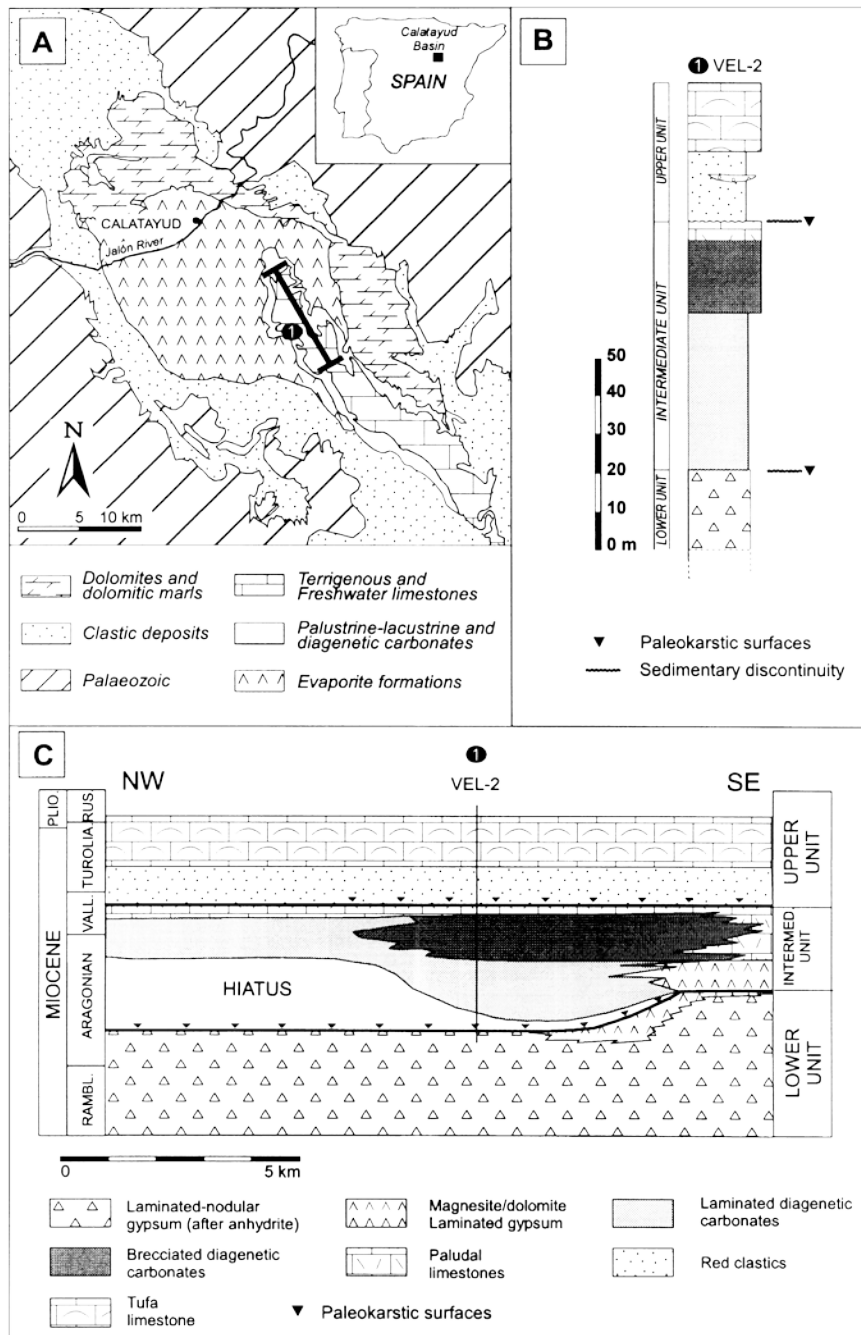 A
Calatayud
Basin
SPAIN
CALATAYUD
Jalón River
1
N
0 5 10 km
Dolomites and
dolomitic marls
Terrigenous and
Freshwater limestones
Clastic deposits
Palustrine-lacustrine and
diagenetic carbonates
Palaeozoic
Evaporite formations
B
1 VEL-2
UPPER UNIT
INTERMEDIATE UNIT
LOWER UNIT
50
40
30
20
10
0 m
Paleokarstic surfaces
Sedimentary discontinuity
C
NW
1
VEL-2
SE
PLIO.
MIOCENE
RUS.
TUROLIA.
VALL.
ARAGONIAN
RAMBL.
HIATUS
UPPER
UNIT
INTERMED.
UNIT
LOWER
UNIT
0 5 km
Laminated-nodular
gypsum (after anhydrite)
Magnesite/dolomite
Laminated gypsum
Laminated diagenetic
carbonates
Brecciated diagenetic
carbonates
Paludal
limestones
Red clastics
Tufa
limestone
Paleokarstic surfaces